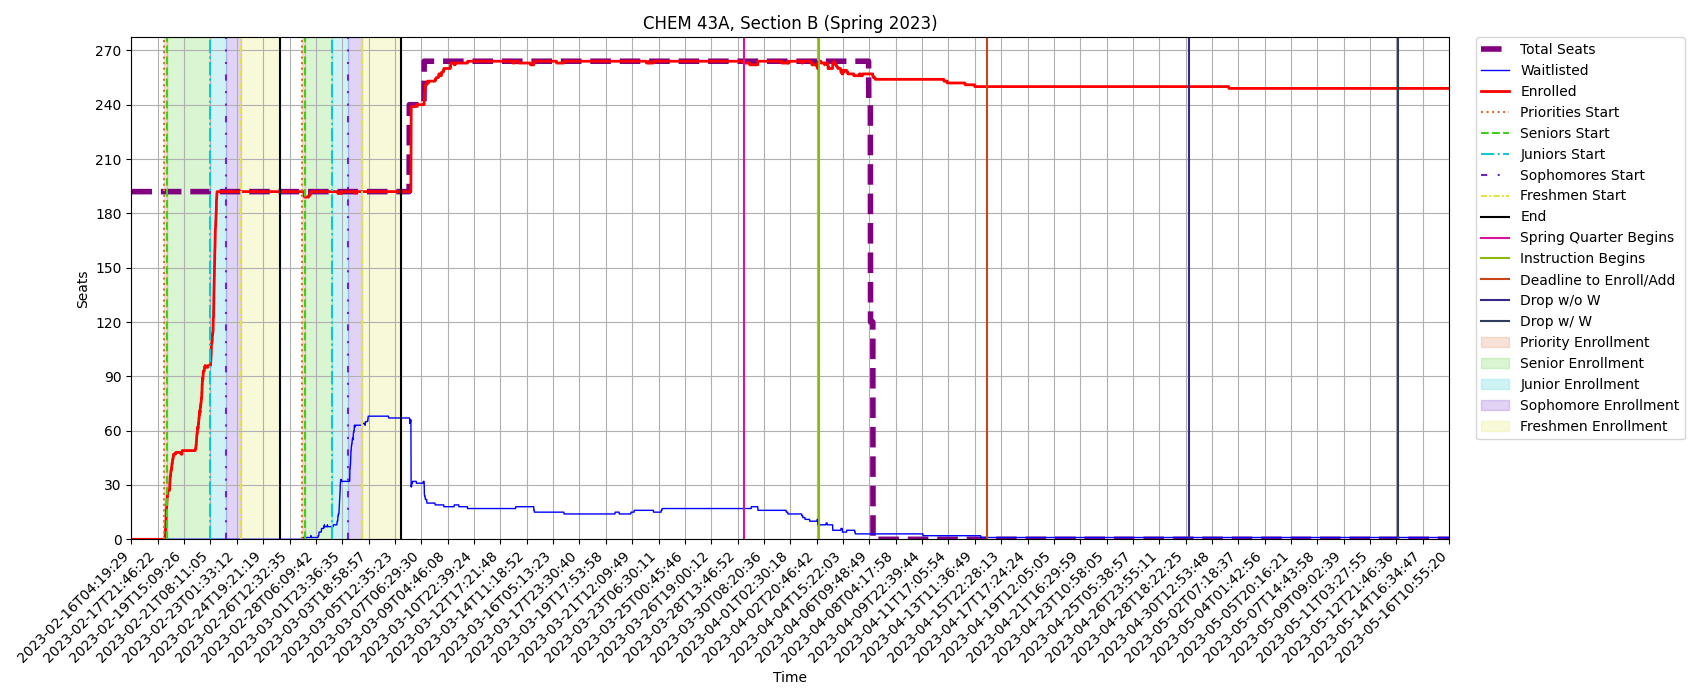 CHEM 43A, Section B (Spring 2023)
Seats
270
240
210
180
150
120
90
60
30
0
2023-02-16T04:19:29
2023-02-17T21:46:22
2023-02-19T15:09:26
2023-02-21T08:11:05
2023-02-23T01:33:12
2023-02-24T19:21:19
2023-02-26T12:32:35
2023-02-28T06:09:42
2023-03-01T23:36:35
2023-03-03T18:58:57
2023-03-05T12:35:23
2023-03-07T06:29:30
2023-03-09T04:46:08
2023-03-10T22:39:24
2023-03-12T17:21:48
2023-03-14T11:18:52
2023-03-16T05:13:23
2023-03-17T23:30:40
2023-03-19T17:53:58
2023-03-21T12:09:49
2023-03-23T06:30:11
2023-03-25T00:45:46
2023-03-26T19:00:12
2023-03-28T13:46:52
2023-03-30T08:20:36
2023-04-01T02:30:18
2023-04-02T20:46:42
2023-04-04T15:22:03
2023-04-06T09:48:49
2023-04-08T04:17:58
2023-04-09T22:39:44
2023-04-11T17:05:54
2023-04-13T11:36:49
2023-04-15T22:28:13
2023-04-17T17:24:24
2023-04-19T12:05:05
2023-04-21T16:29:59
2023-04-23T10:58:05
2023-04-25T05:38:57
2023-04-26T23:55:11
2023-04-28T18:22:25
2023-04-30T12:53:48
2023-05-02T07:18:37
2023-05-04T01:42:56
2023-05-05T20:16:21
2023-05-07T14:43:58
2023-05-09T09:02:39
2023-05-11T03:27:55
2023-05-12T21:46:36
2023-05-14T16:34:47
2023-05-16T10:55:20
Time
Total Seats
Waitlisted
Enrolled
Priorities Start
Seniors Start
Juniors Start
Sophomores Start
Freshmen Start
End
Spring Quarter Begins
Instruction Begins
Deadline to Enroll/Add
Drop w/o W
Drop w/ W
Priority Enrollment
Senior Enrollment
Junior Enrollment
Sophomore Enrollment
Freshmen Enrollment